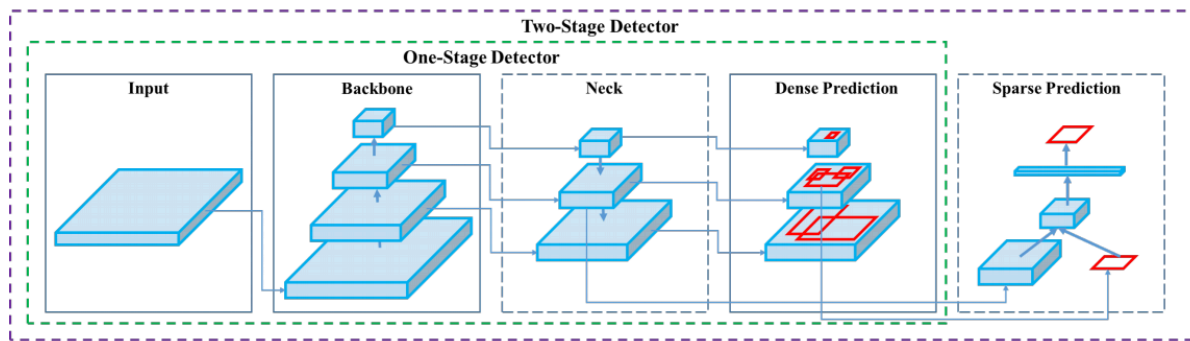 Two-Stage Detector
One-Stage Detector
Input
Backbone
Neck
Dense Prediction
Sparse Prediction